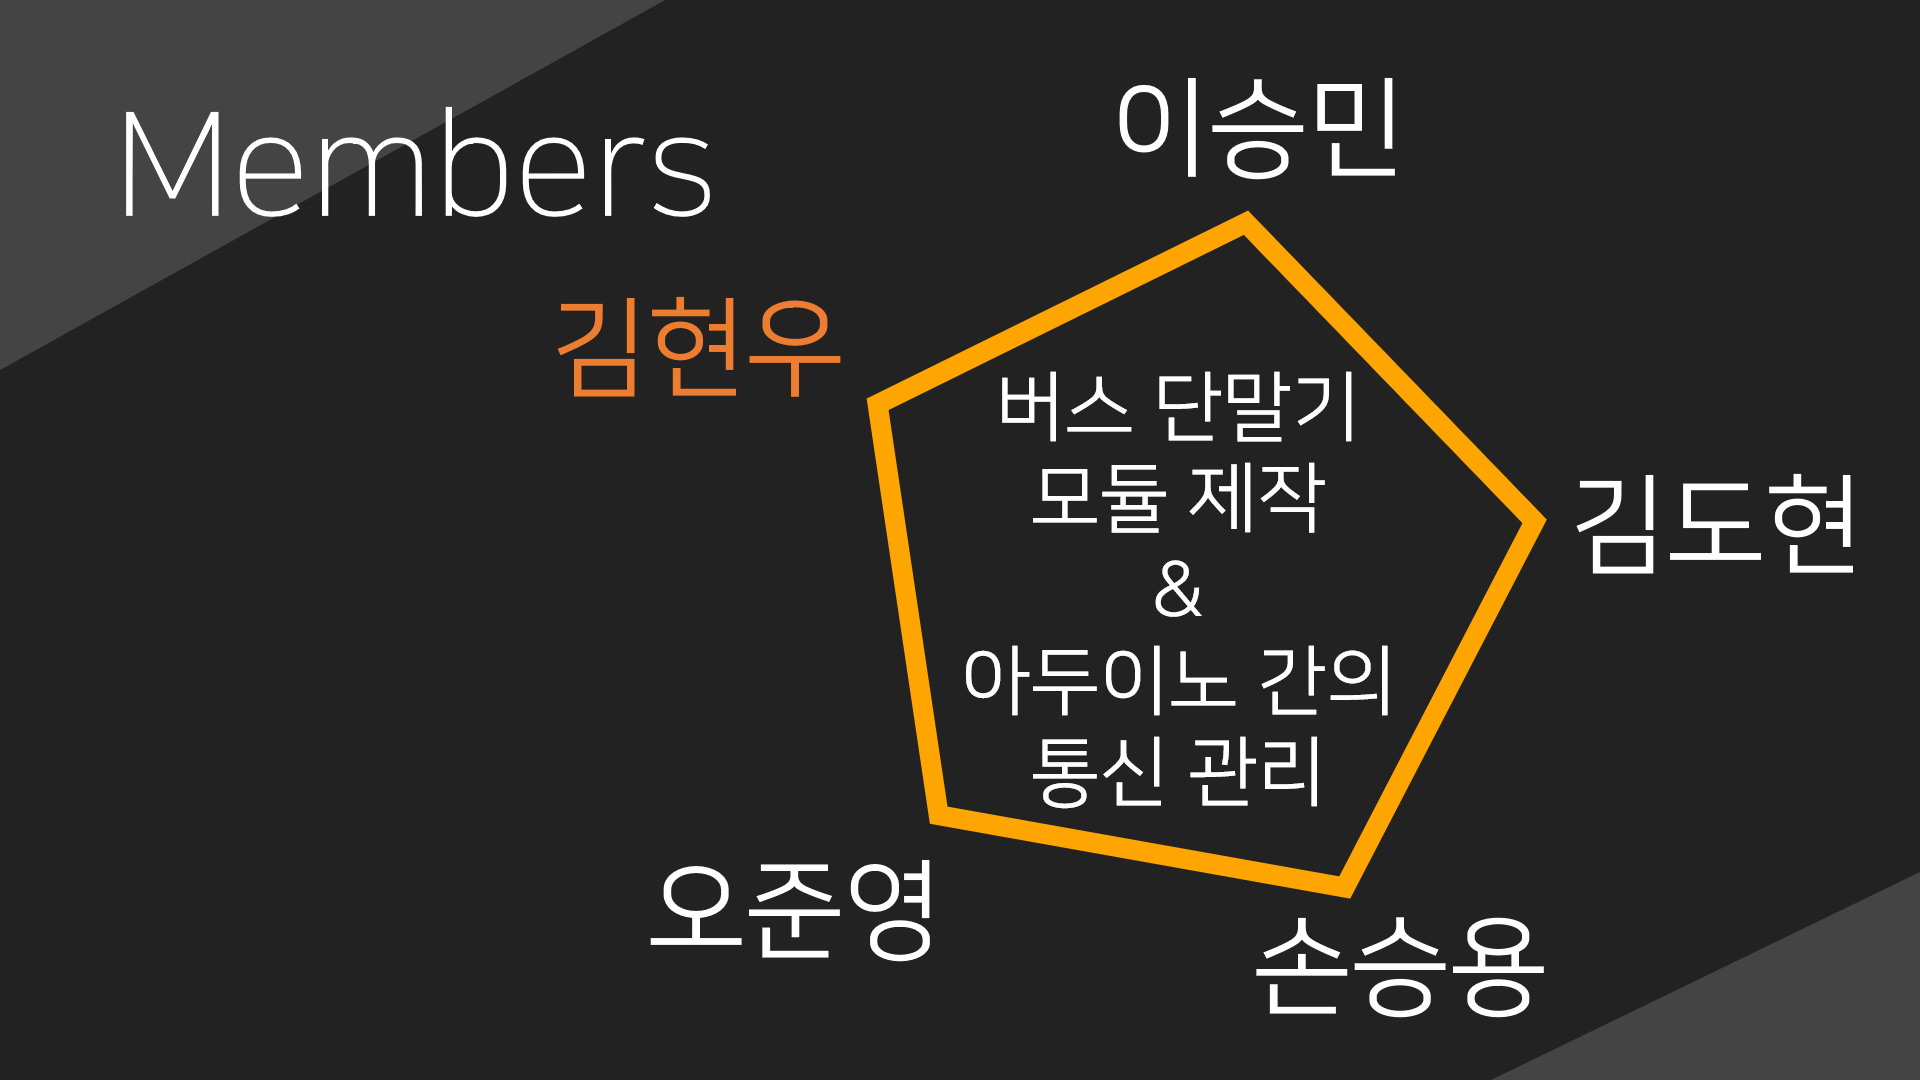 Members
이승민
김현우
버스 단말기
모듈 제작
&
아두이노 간의
통신 관리
김도현
오준영
손승용